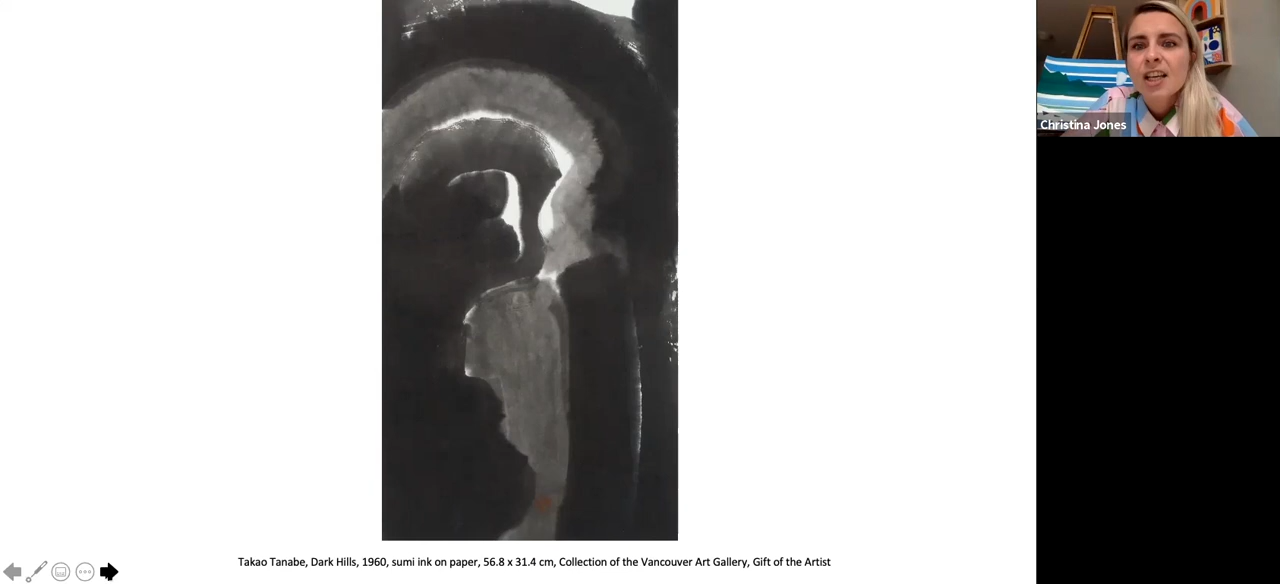 Christina Jones
Takao Tanabe, Dark Hills, 1960, sumi ink on paper, 56.8 x 31.4 cm, Collection of the Vancouver Art Gallery, Gift of the Artist